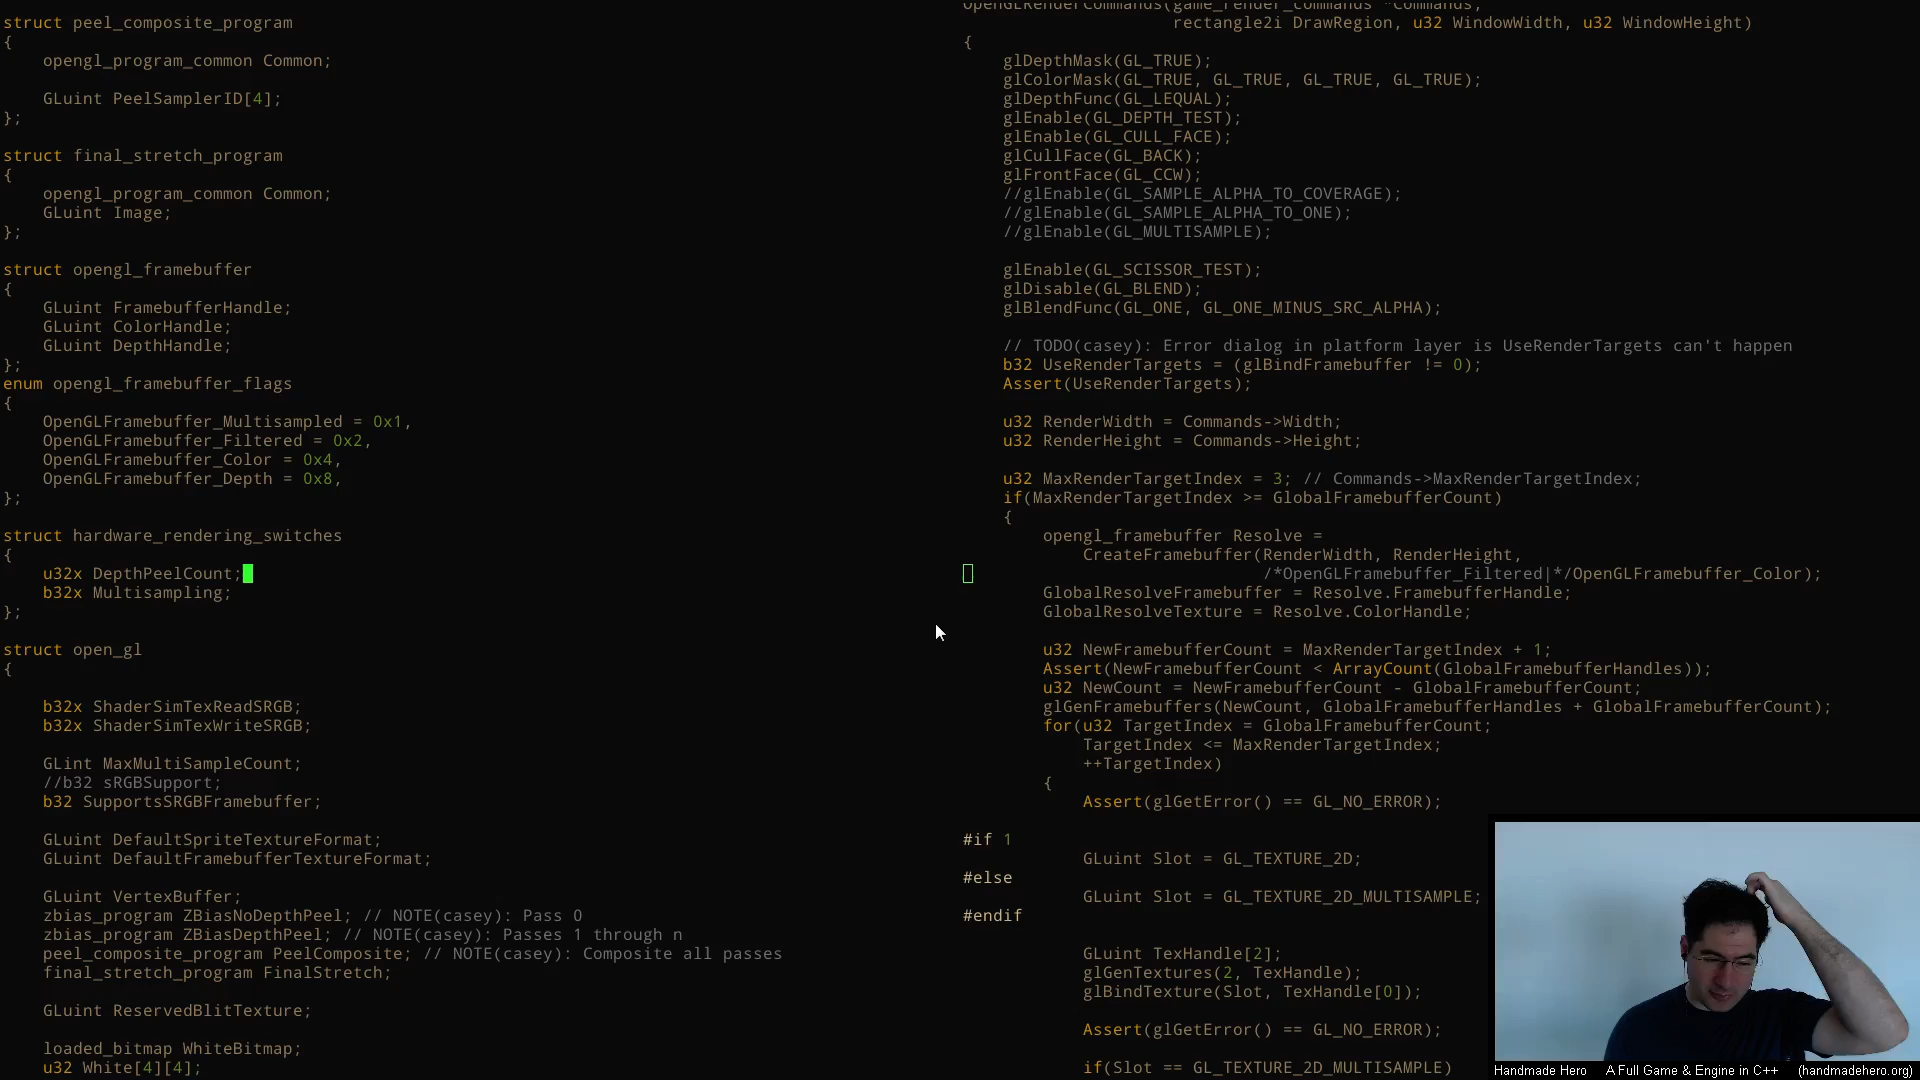 struct peel_composite_program
{
    opengl_program_common Common;

    GLuint PeelSamplerID[4];
};

struct final_stretch_program
{
    opengl_program_common Common;
    GLuint Image;
};

struct opengl_framebuffer
{
    GLuint FramebufferHandle;
    GLuint ColorHandle;
    GLuint DepthHandle;
};
enum opengl_framebuffer_flags
{
    OpenGLFramebuffer_Multisampled = 0x1,
    OpenGLFramebuffer_Filtered = 0x2,
    OpenGLFramebuffer_Color = 0x4,
    OpenGLFramebuffer_Depth = 0x8,
};

struct hardware_rendering_switches
{
    u32x DepthPeelCount;
    b32x Multisampling;
};

struct open_gl
{

    b32x ShaderSimTexReadSRGB;
    b32x ShaderSimTexWriteSRGB;

    GLint MaxMultiSampleCount;
    //b32 sRGBSupport;
    b32 SupportsSRGBFramebuffer;

    GLuint DefaultSpriteTextureFormat;
    GLuint DefaultFramebufferTextureFormat;

    GLuint VertexBuffer;
    zbias_program ZBiasNoDepthPeel; // NOTE(casey): Pass 0
    zbias_program ZBiasDepthPeel; // NOTE(casey): Passes 1 through n
    peel_composite_program PeelComposite; // NOTE(casey): Composite all passes
    final_stretch_program FinalStretch;

    GLuint ReservedBlitTexture;

    loaded_bitmap WhiteBitmap;
    u32 White[4][4];
OpenGLRenderCommands(game_render_commands *Commands,
                     rectangle2i DrawRegion, u32 WindowWidth, u32 WindowHeight)
{
    glDepthMask(GL_TRUE);
    glColorMask(GL_TRUE, GL_TRUE, GL_TRUE, GL_TRUE);
    glDepthFunc(GL_LEQUAL);
    glEnable(GL_DEPTH_TEST);
    glEnable(GL_CULL_FACE);
    glCullFace(GL_BACK);
    glFrontFace(GL_CCW);
    //glEnable(GL_SAMPLE_ALPHA_TO_COVERAGE);
    //glEnable(GL_SAMPLE_ALPHA_TO_ONE);
    //glEnable(GL_MULTISAMPLE);

    glEnable(GL_SCISSOR_TEST);
    glDisable(GL_BLEND);
    glBlendFunc(GL_ONE, GL_ONE_MINUS_SRC_ALPHA);

    // TODO(casey): Error dialog in platform layer is UseRenderTargets can't happen
    b32 UseRenderTargets = (glBindFramebuffer != 0);
    Assert(UseRenderTargets);

    u32 RenderWidth = Commands->Width;
    u32 RenderHeight = Commands->Height;

    u32 MaxRenderTargetIndex = 3; // Commands->MaxRenderTargetIndex;
    if(MaxRenderTargetIndex >= GlobalFramebufferCount)
    {
        opengl_framebuffer Resolve =
            CreateFramebuffer(RenderWidth, RenderHeight,
                              /*OpenGLFramebuffer_Filtered|*/OpenGLFramebuffer_Color);
        GlobalResolveFramebuffer = Resolve.FramebufferHandle;
        GlobalResolveTexture = Resolve.ColorHandle;

        u32 NewFramebufferCount = MaxRenderTargetIndex + 1;
        Assert(NewFramebufferCount < ArrayCount(GlobalFramebufferHandles));
        u32 NewCount = NewFramebufferCount - GlobalFramebufferCount;
        glGenFramebuffers(NewCount, GlobalFramebufferHandles + GlobalFramebufferCount);
        for(u32 TargetIndex = GlobalFramebufferCount;
            TargetIndex <= MaxRenderTargetIndex;
            ++TargetIndex)
        {
            Assert(glGetError() == GL_NO_ERROR);

#if 1
            GLuint Slot = GL_TEXTURE_2D;
#else
            GLuint Slot = GL_TEXTURE_2D_MULTISAMPLE;
#endif

            GLuint TexHandle[2];
            glGenTextures(2, TexHandle);
            glBindTexture(Slot, TexHandle[0]);

            Assert(glGetError() == GL_NO_ERROR);

            if(Slot == GL_TEXTURE_2D_MULTISAMPLE)
Handmade Hero    A Full Game & Engine in C++    (handmadehero.org)